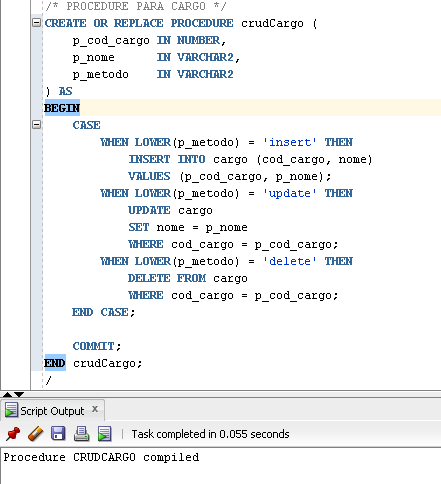 /* PROCEDURE PARA CARGO */
CREATE OR REPLACE PROCEDURE crudCargo (
    p_cod_cargo IN NUMBER,
    p_nome      IN VARCHAR2,
    p_metodo    IN VARCHAR2
) AS
BEGIN
    CASE
        WHEN LOWER(p_metodo) = 'insert' THEN
            INSERT INTO cargo (cod_cargo, nome)
            VALUES (p_cod_cargo, p_nome);
        WHEN LOWER(p_metodo) = 'update' THEN
            UPDATE cargo
            SET nome = p_nome
            WHERE cod_cargo = p_cod_cargo;
        WHEN LOWER(p_metodo) = 'delete' THEN
            DELETE FROM cargo
            WHERE cod_cargo = p_cod_cargo;
    END CASE;

    COMMIT;
END crudCargo;
/
Script Output x
Task completed in 0.055 seconds
Procedure CRUDCARGO compiled